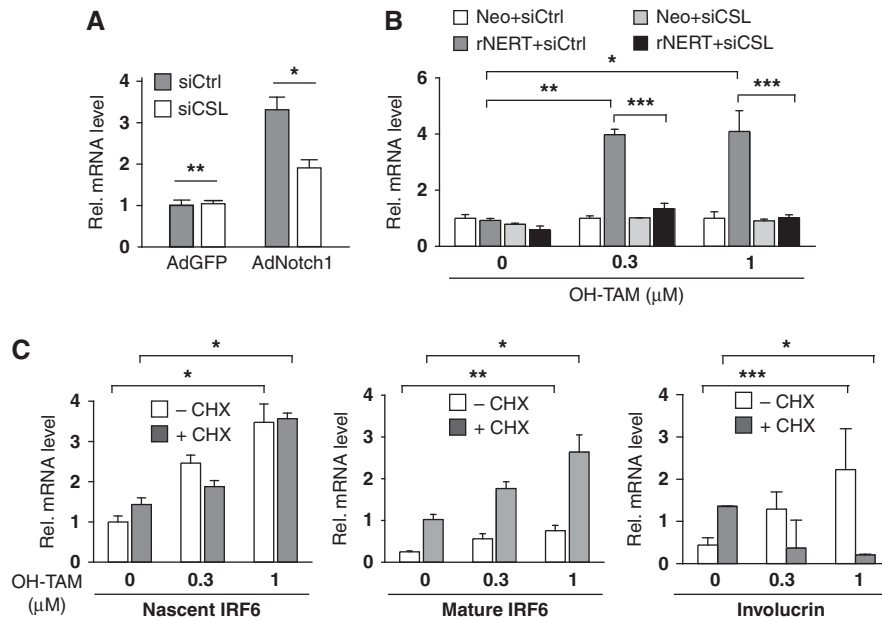 A
siCtrl
siCSL
*
**
4
3
2
1
0
Rel. mRNA level
AdGFP
AdNotch1
B
Neo+siCtrl
Neo+siCSL
rNERT+siCtrl
rNERT+siCSL
*
**
***
***
6
4
2
0
Rel. mRNA level
0
0.3
1
OH-TAM (μM)
C
*
*
– CHX
+ CHX
4
3
2
1
0
Rel. mRNA level
OH-TAM
(μM)
0
0.3
1
Nascent IRF6
*
**
– CHX
+ CHX
4
3
2
1
0
Rel. mRNA level
0
0.3
1
Mature IRF6
*
***
– CHX
+ CHX
4
3
2
1
0
Rel. mRNA level
0
0.3
1
Involucrin